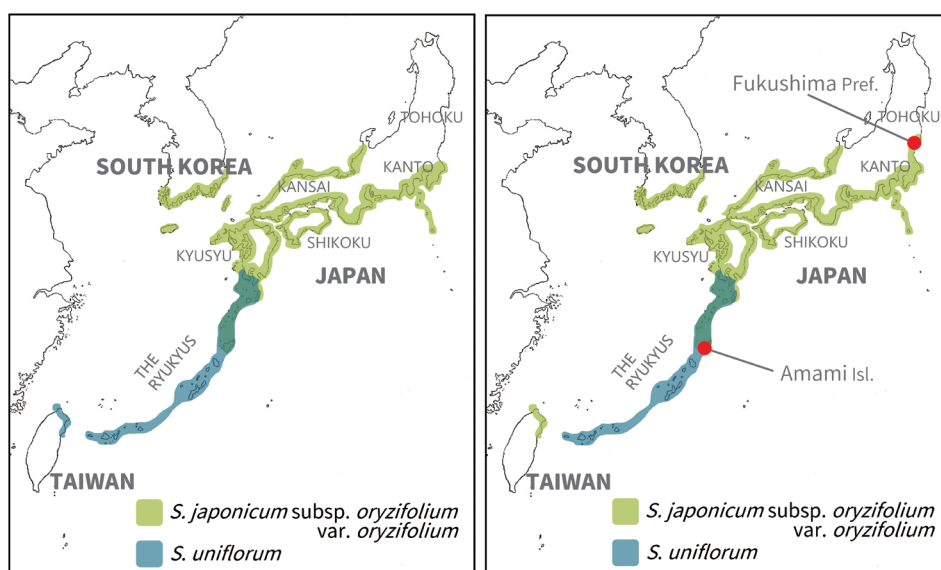 TOHOKU
SOUTH KOREA
KANSAI
KANTO
KYUSYU
SHIKOKU
JAPAN
THE
RYUKYUS
TAIWAN
S. japonicum subsp. oryzifolium
var. oryzifolium
S. uniflorum
Fukushima Pref.
TOHOKU
SOUTH KOREA
KANSAI
KANTO
KYUSYU
SHIKOKU
JAPAN
THE
RYUKYUS
Amami Isl.
TAIWAN
S. japonicum subsp. oryzifolium
var. oryzifolium
S. uniflorum